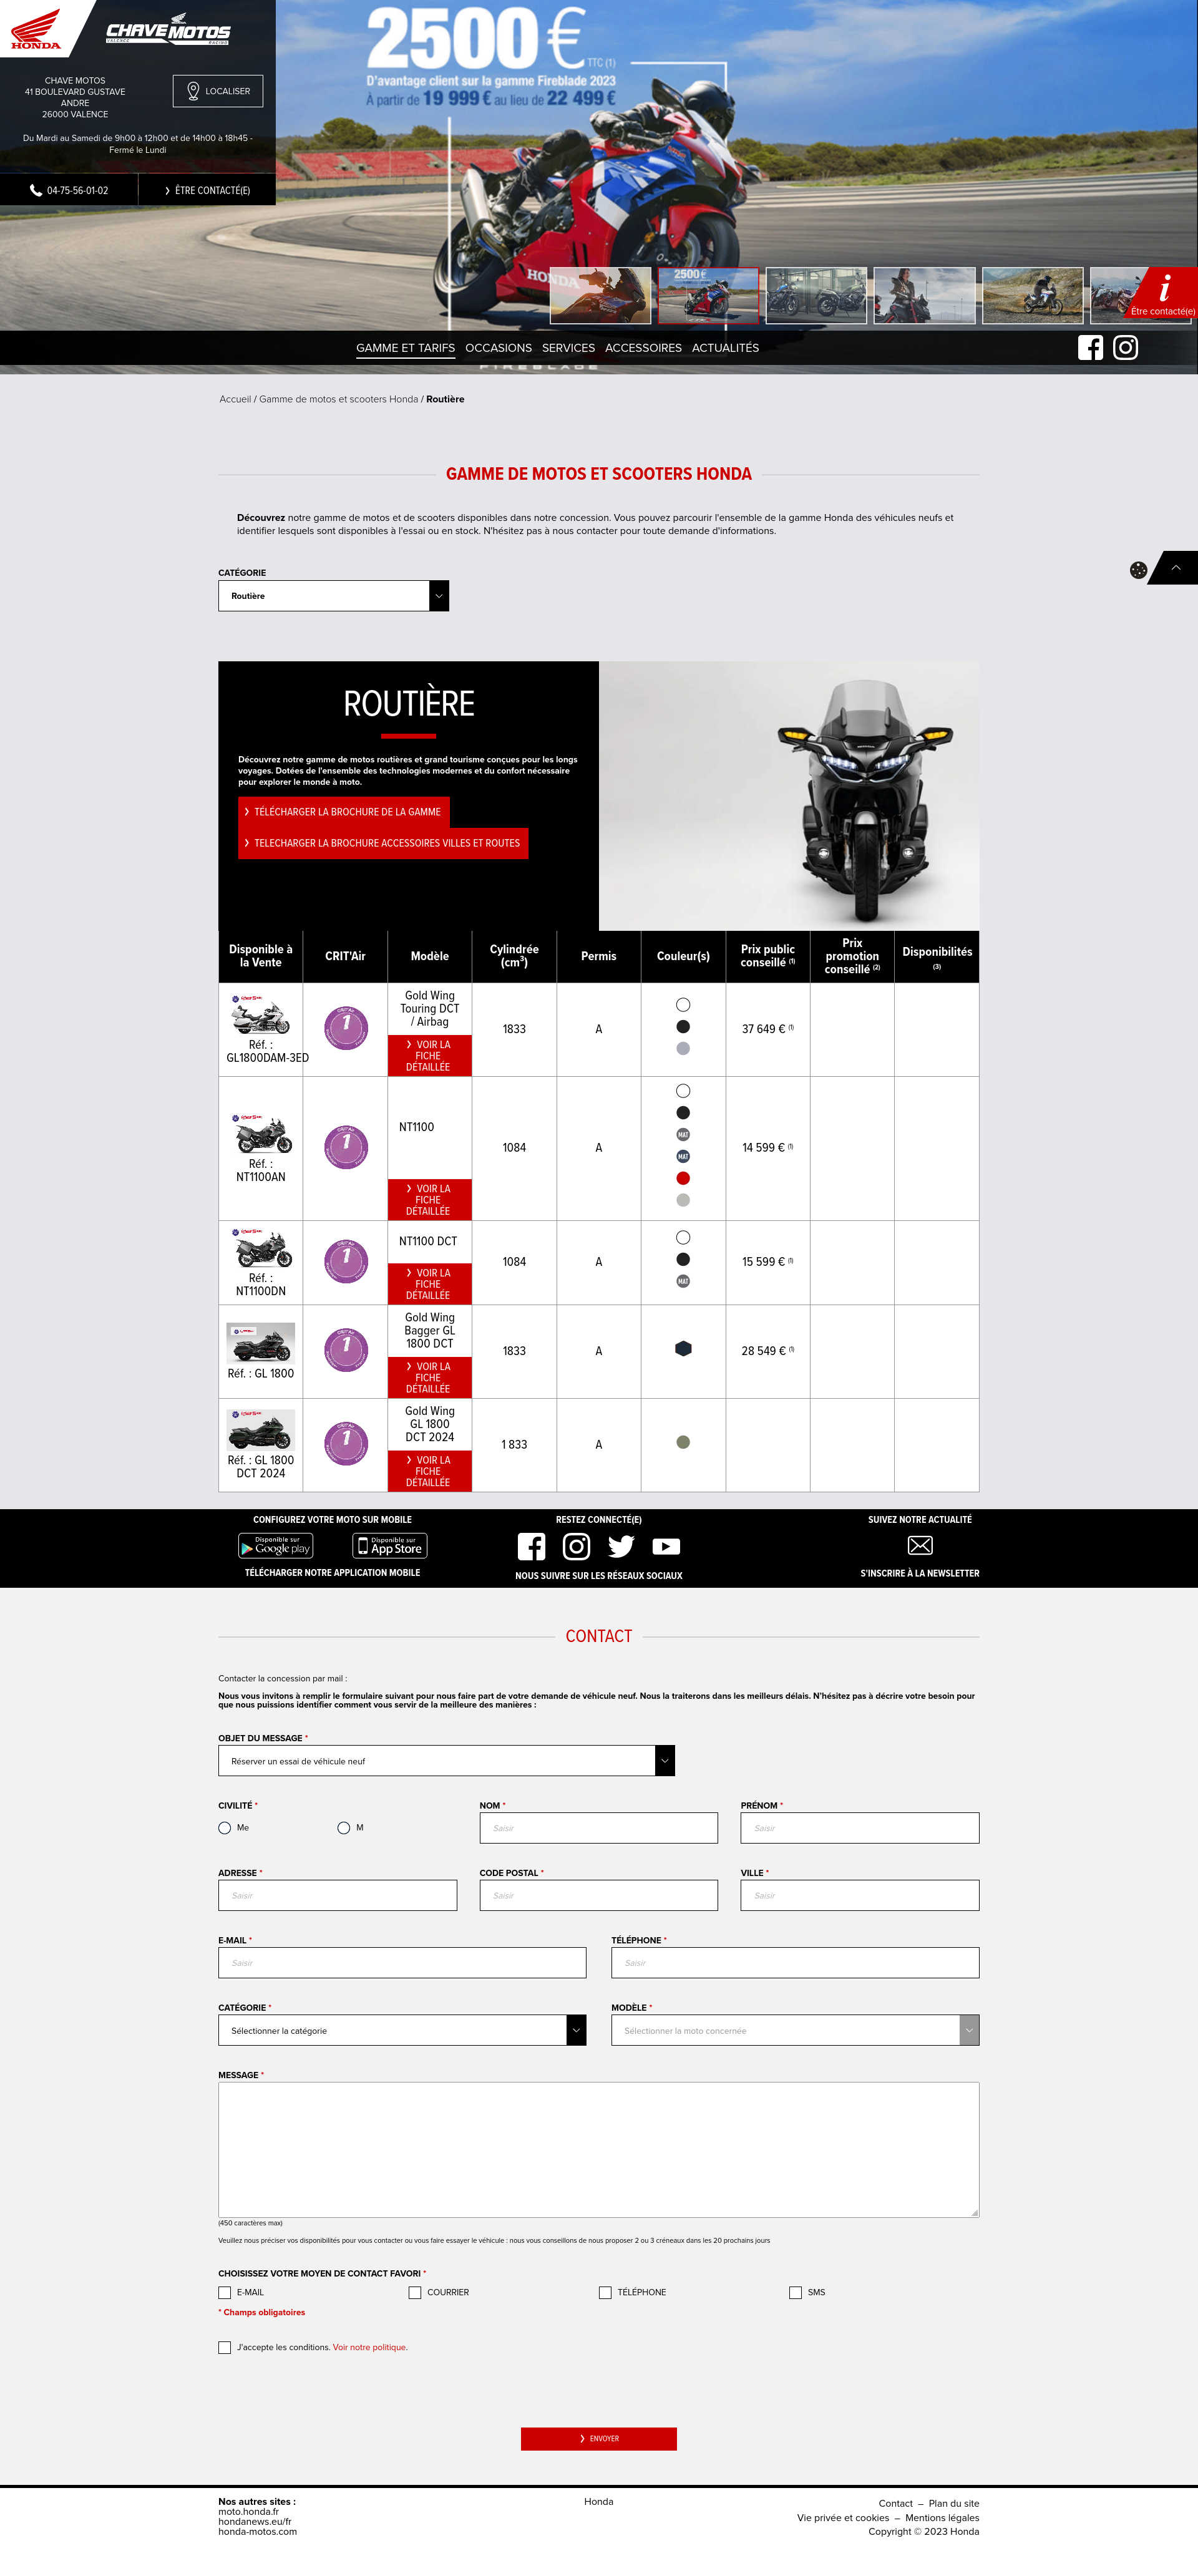 HONDA
CHAVE MOTOS
VALENCE
RACING
CHAVE MOTOS
41 BOULEVARD GUSTAVE
ANDRE
26000 VALENCE
LOCALISER
Du Mardi au Samedi de 9h00 à 12h00 et de 14h00 à 18h45 -
Fermé le Lundi
04-75-56-01-02
ÊTRE CONTACTÉ(E)
2500 €
TTC (1)
D'avantage client sur la gamme Fireblade 2023
À partir de 19 999 € au lieu de 22 499 €
HONDA
2500 €
i
Être contacté(e)
GAMME ET TARIFS OCCASIONS SERVICES ACCESSOIRES ACTUALITÉS
FIREBLADE
Accueil / Gamme de motos et scooters Honda / Routière
GAMME DE MOTOS ET SCOOTERS HONDA
Découvrez notre gamme de motos et de scooters disponibles dans notre concession. Vous pouvez parcourir l'ensemble de la gamme Honda des véhicules neufs et
identifier lesquels sont disponibles à l'essai ou en stock. N'hésitez pas à nous contacter pour toute demande d'informations.
CATÉGORIE
Routière
ROUTIÈRE
Découvrez notre gamme de motos routières et grand tourisme conçues pour les longs
voyages. Dotées de l'ensemble des technologies modernes et du confort nécessaire
pour explorer le monde à moto.
TÉLÉCHARGER LA BROCHURE DE LA GAMME
TELECHARGER LA BROCHURE ACCESSOIRES VILLES ET ROUTES
Disponible à
la Vente
CRIT'Air
Modèle
Cylindrée
(cm3)
Permis
Couleur(s)
Prix public
conseillé (1)
Prix
promotion
conseillé (2)
Disponibilités
(3)
Réf. :
GL1800DAM-3ED
1
Gold Wing
Touring DCT
/ Airbag
VOIR LA
FICHE
DÉTAILLÉE
1833
A
37 649 € (1)
Réf. :
NT1100AN
1
NT1100
VOIR LA
FICHE
DÉTAILLÉE
1084
A
MAT
MAT
14 599 € (1)
Réf. :
NT1100DN
1
NT1100 DCT
VOIR LA
FICHE
DÉTAILLÉE
1084
A
MAT
15 599 € (1)
Réf. : GL 1800
1
Gold Wing
Bagger GL
1800 DCT
VOIR LA
FICHE
DÉTAILLÉE
1833
A
28 549 € (1)
Réf. : GL 1800
DCT 2024
1
Gold Wing
GL 1800
DCT 2024
VOIR LA
FICHE
DÉTAILLÉE
1 833
A
CONFIGUREZ VOTRE MOTO SUR MOBILE
Disponible sur
Google play
Disponible sur
App Store
TÉLÉCHARGER NOTRE APPLICATION MOBILE
RESTEZ CONNECTÉ(E)
NOUS SUIVRE SUR LES RÉSEAUX SOCIAUX
SUIVEZ NOTRE ACTUALITÉ
S'INSCRIRE À LA NEWSLETTER
CONTACT
Contacter la concession par mail :
Nous vous invitons à remplir le formulaire suivant pour nous faire part de votre demande de véhicule neuf. Nous la traiterons dans les meilleurs délais. N'hésitez pas à décrire votre besoin pour
que nous puissions identifier comment vous servir de la meilleure des manières :
OBJET DU MESSAGE *
Réserver un essai de véhicule neuf
CIVILITÉ *
Me
M
NOM *
Saisir
PRÉNOM *
Saisir
ADRESSE *
Saisir
CODE POSTAL *
Saisir
VILLE *
Saisir
E-MAIL *
Saisir
TÉLÉPHONE *
Saisir
CATÉGORIE *
Sélectionner la catégorie
MODÈLE *
Sélectionner la moto concernée
MESSAGE *
(450 caractères max)
Veuillez nous préciser vos disponibilités pour vous contacter ou vous faire essayer le véhicule : nous vous conseillons de nous proposer 2 ou 3 créneaux dans les 20 prochains jours
CHOISISSEZ VOTRE MOYEN DE CONTACT FAVORI *
E-MAIL
COURRIER
TÉLÉPHONE
SMS
* Champs obligatoires
J'accepte les conditions. Voir notre politique.
ENVOYER
Nos autres sites :
moto.honda.fr
hondanews.eu/fr
honda-motos.com
Honda
Contact – Plan du site
Vie privée et cookies – Mentions légales
Copyright © 2023 Honda